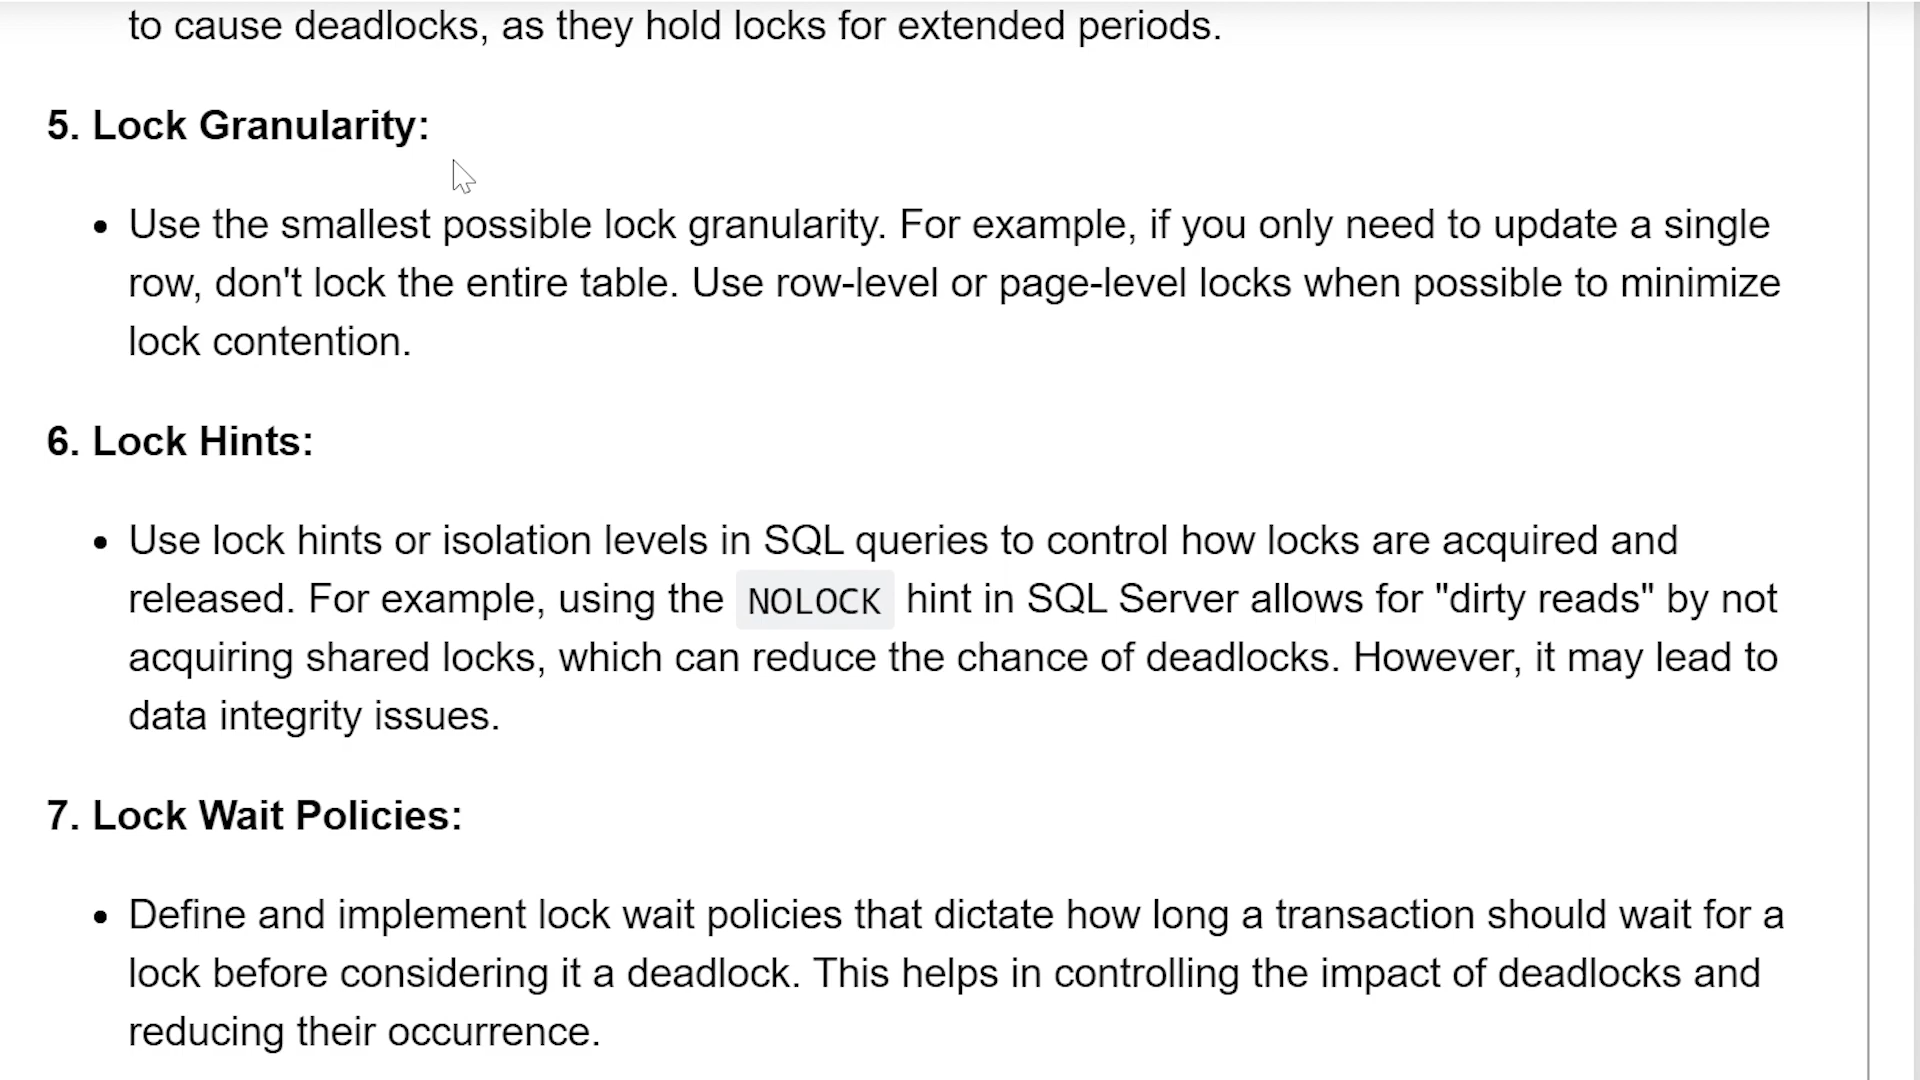 to cause deadlocks, as they hold locks for extended periods.
5. Lock Granularity:
• Use the smallest possible lock granularity. For example, if you only need to update a single
row, don't lock the entire table. Use row-level or page-level locks when possible to minimize
lock contention.
6. Lock Hints:
• Use lock hints or isolation levels in SQL queries to control how locks are acquired and
released. For example, using the NOLOCK hint in SQL Server allows for "dirty reads" by not
acquiring shared locks, which can reduce the chance of deadlocks. However, it may lead to
data integrity issues.
7. Lock Wait Policies:
• Define and implement lock wait policies that dictate how long a transaction should wait for a
lock before considering it a deadlock. This helps in controlling the impact of deadlocks and
reducing their occurrence.